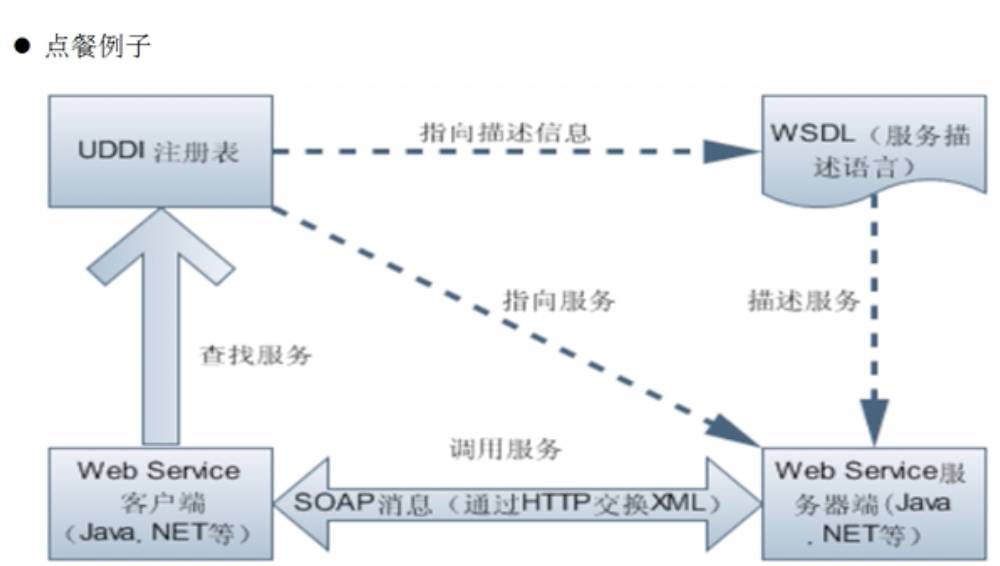 ● 点餐例子
UDDI 注册表
指向描述信息
WSDL（服务描
述语言）
指向服务
描述服务
查找服务
调用服务
Web Service
客户端
（Java, NET等）
SOAP消息（通过HTTP交换XML）
Web Service服
务器端(Java
, NET等）